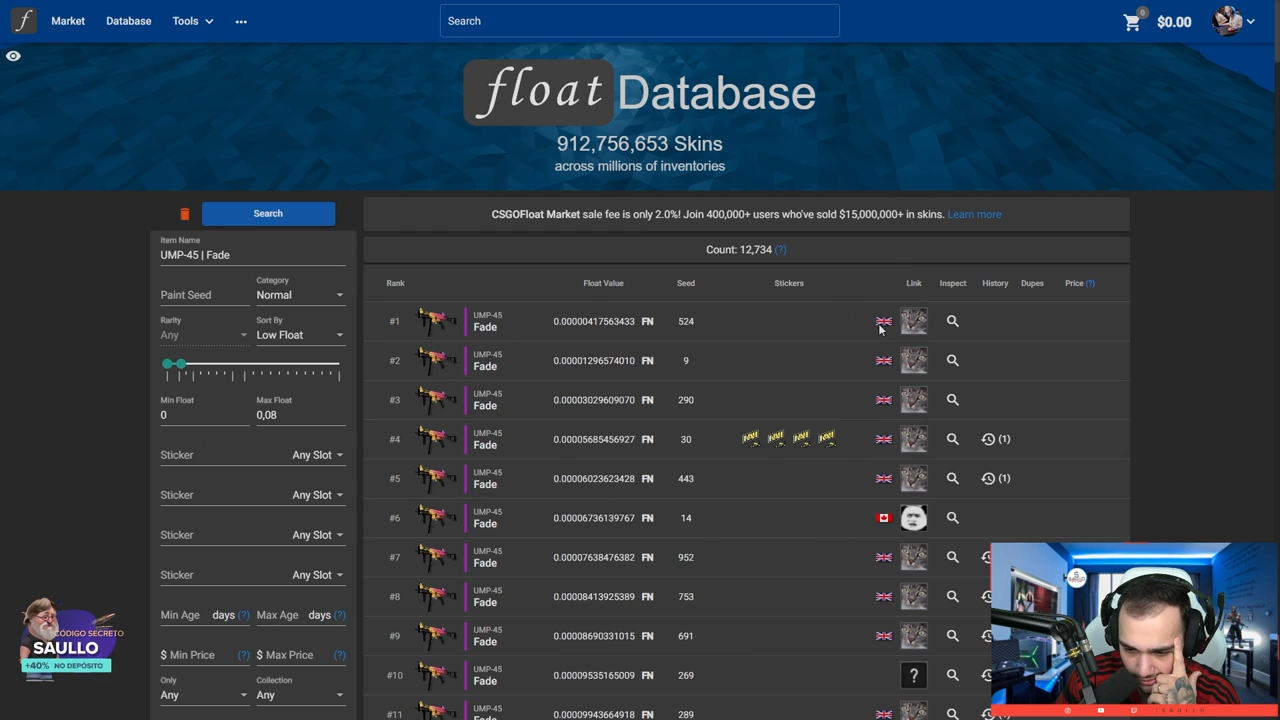 f Market Database Tools ••• Search 0 $0.00
float Database
912,756,653 Skins
across millions of inventories
Search
CSGOFloat Market sale fee is only 2.0%! Join 400,000+ users who've sold $15,000,000+ in skins. Learn more
Item Name
UMP-45 | Fade
Count: 12,734 (?)
Paint Seed
Category
Normal
Rarity
Any
Sort By
Low Float
Min Float
0
Max Float
0,08
Sticker Any Slot
Sticker Any Slot
Sticker Any Slot
Sticker Any Slot
Min Age days (?) Max Age days (?)
$ Min Price (?) $ Max Price (?)
Only
Any
Collection
Any
Rank Float Value Seed Stickers Link Inspect History Dupes Price (?)
#1 UMP-45 Fade 0.00000417563433 FN 524
#2 UMP-45 Fade 0.00001296574010 FN 9
#3 UMP-45 Fade 0.00003029609070 FN 290
#4 UMP-45 Fade 0.00005685456927 FN 30 (1)
#5 UMP-45 Fade 0.00006023623428 FN 443 (1)
#6 UMP-45 Fade 0.00006736139767 FN 14
#7 UMP-45 Fade 0.00007638476382 FN 952
#8 UMP-45 Fade 0.00008413925389 FN 753
#9 UMP-45 Fade 0.00008690331015 FN 691
#10 UMP-45 Fade 0.00009535165009 FN 269 ?
#11 UMP-45 0.00009943664918 FN 289
CÓDIGO SECRETO
SAULLO
+40% NO DEPÓSITO